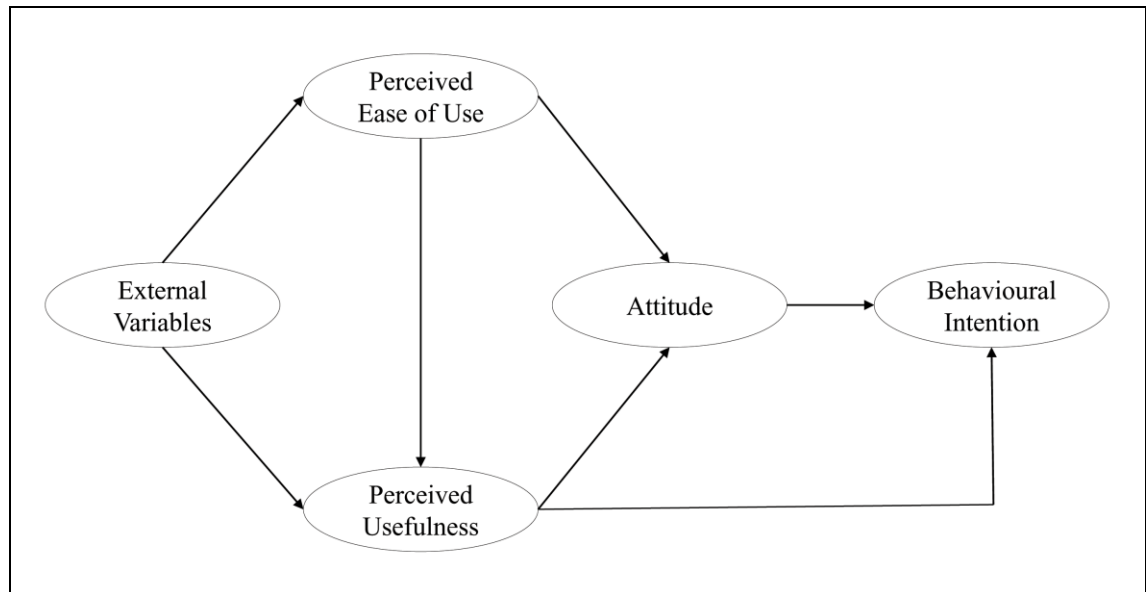 Perceived
Ease of Use
External
Variables
Attitude
Behavioural
Intention
Perceived
Usefulness